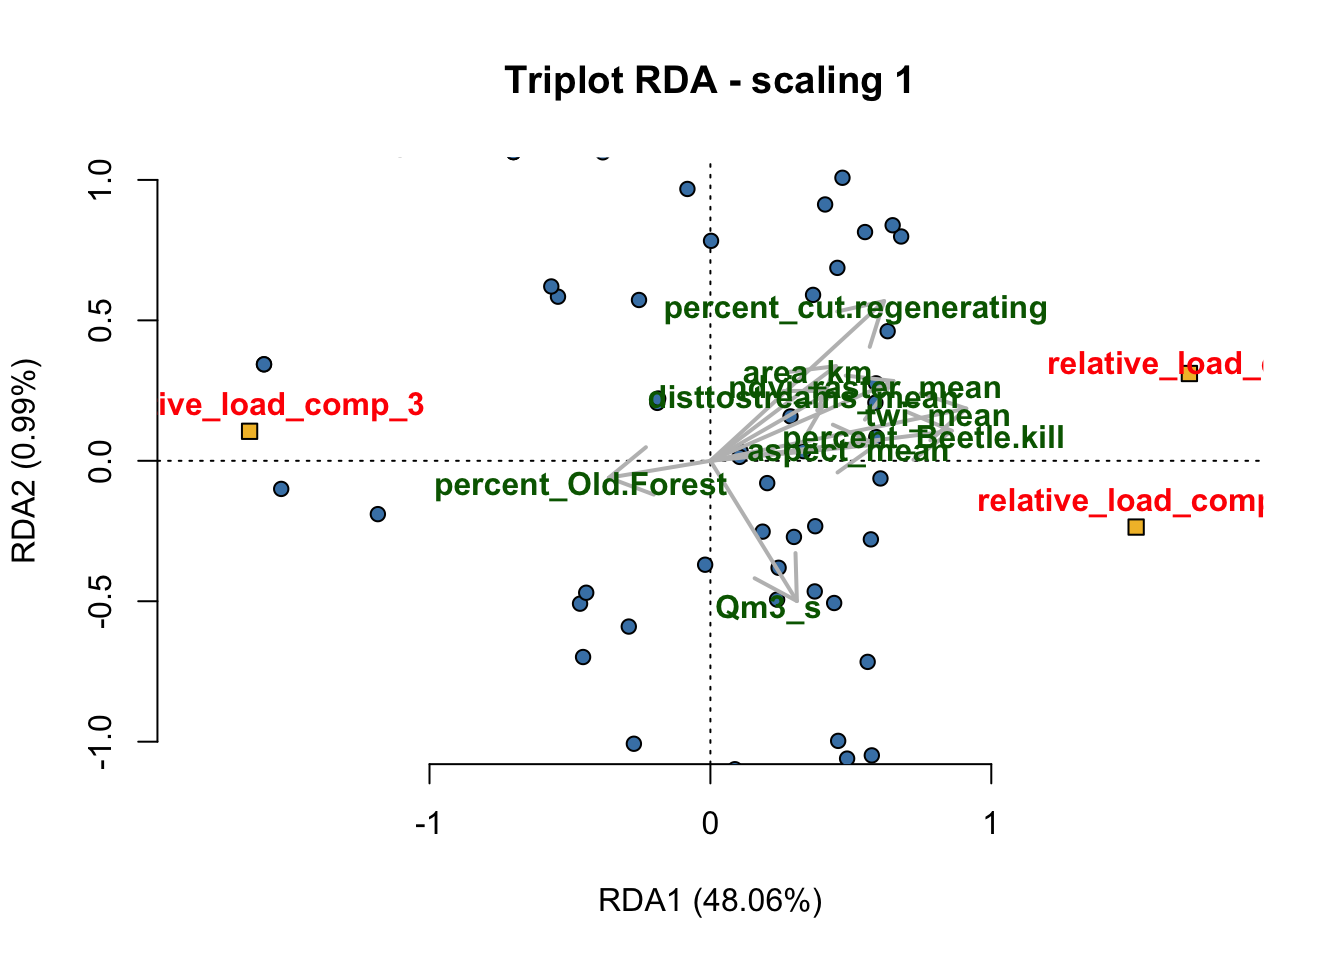 Triplot RDA - scaling 1
RDA2 (0.99%)
1.0
0.5
0.0
-0.5
-1.0
percent_cut.regenerating
relative_load_c
area_km
ndvi_raster_mean
disttostreams_mean
ive_load_comp_3
twi_mean
percent_Beetle.kill
aspect_mean
percent_Old.Forest
relative_load_comp
Qm3_s
-1
0
1
RDA1 (48.06%)